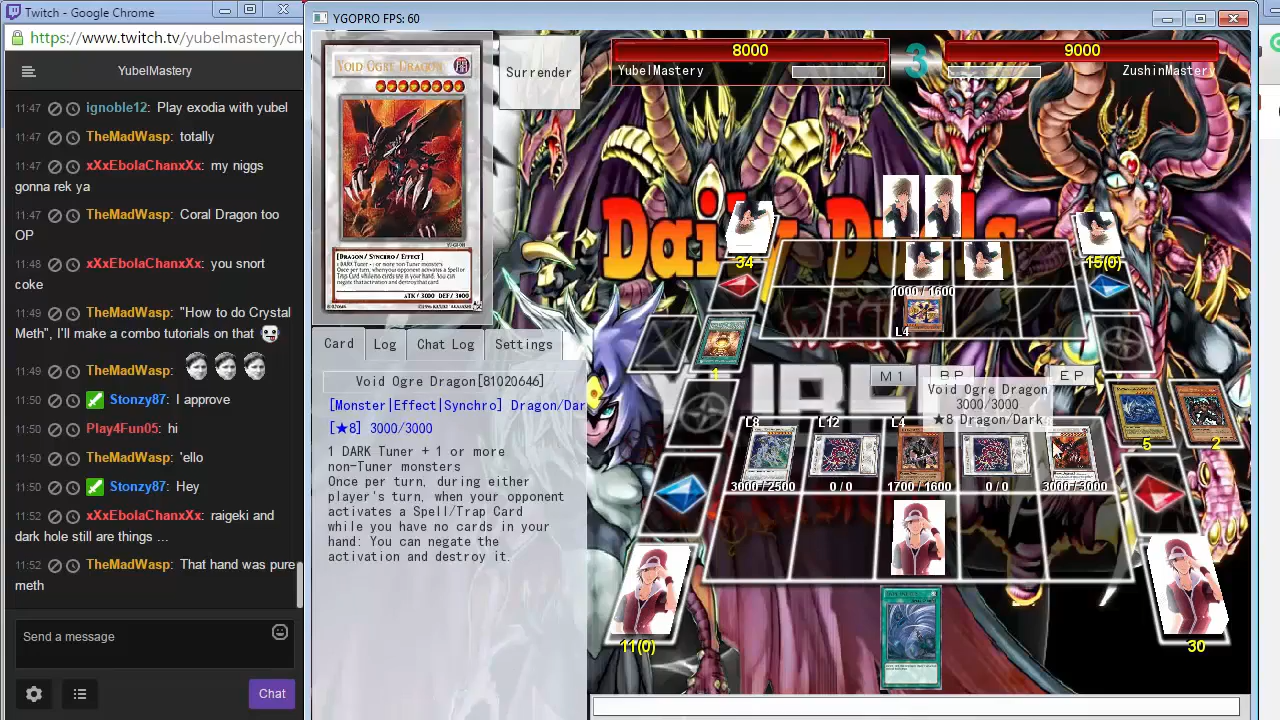 Twitch - Google Chrome
https://www.twitch.tv/yubelmastery/ch
YubelMastery
11:47 ignoble12: Play exodia with yubel
11:47 TheMadWasp: totally
11:47 xXxEbolaChanxXx: my niggs
gonna rek ya
11:47 TheMadWasp: Coral Dragon too
OP
11:48 xXxEbolaChanxXx: you snort
coke
11:49 TheMadWasp: "How to do Crystal
Meth", I'll make a combo tutorials on that
TheMadWasp:
11:50 Stonzy87: I approve
11:50 Play4Fun05: hi
11:50 TheMadWasp: 'ello
11:50 Stonzy87: Hey
11:52 xXxEbolaChanxXx: raigeki and
dark hole still are things ...
11:52 TheMadWasp: That hand was pure
meth
Send a message
Chat
YGOPRO FPS: 60
VOID OGRE DRAGON
[DRAGON / SYNCHRO / EFFECT]
ATK / 3000 DEF / 3000
Surrender
Card
Log
Chat Log
Settings
Void Ogre Dragon[81020646]
[Monster|Effect|Synchro] Dragon/Dar
[★8] 3000/3000
1 DARK Tuner + 1 or more
non-Tuner monsters
Once per turn, during either
player's turn, when your opponent
activates a Spell/Trap Card
while you have no cards in your
hand: You can negate the
activation and destroy it.
8000
YubelMastery
3
9000
ZushinMastery
34
15(0)
1000/1600
L4
M 1
BP
EP
Void Ogre Dragon
3000/3000
★8 Dragon/Dark
5
2
L8
L12
L4
3000/2500
0 / 0
1700/1600
0 / 0
3000/3000
11(0)
30